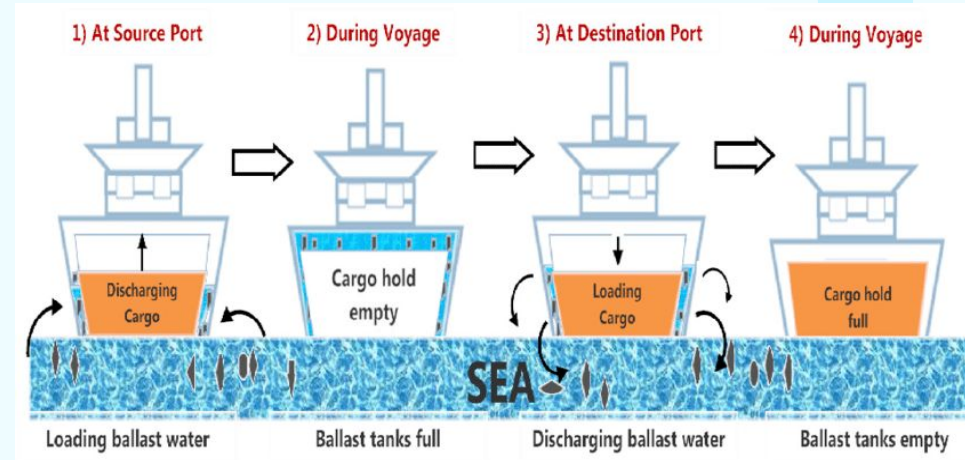 1) At Source Port
2) During Voyage
3) At Destination Port
4) During Voyage
Discharging
Cargo
Cargo hold
empty
Loading
Cargo
Cargo hold
full
SEA
Loading ballast water
Ballast tanks full
Discharging ballast water
Ballast tanks empty